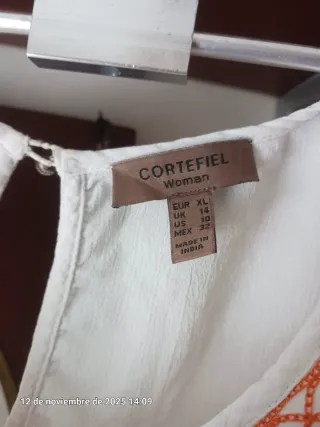 CORTEFIEL
Woman
EUR XL
UK 14
US 10
MEX 32
MADE IN
INDIA
12 de noviembre de 2025 14:09